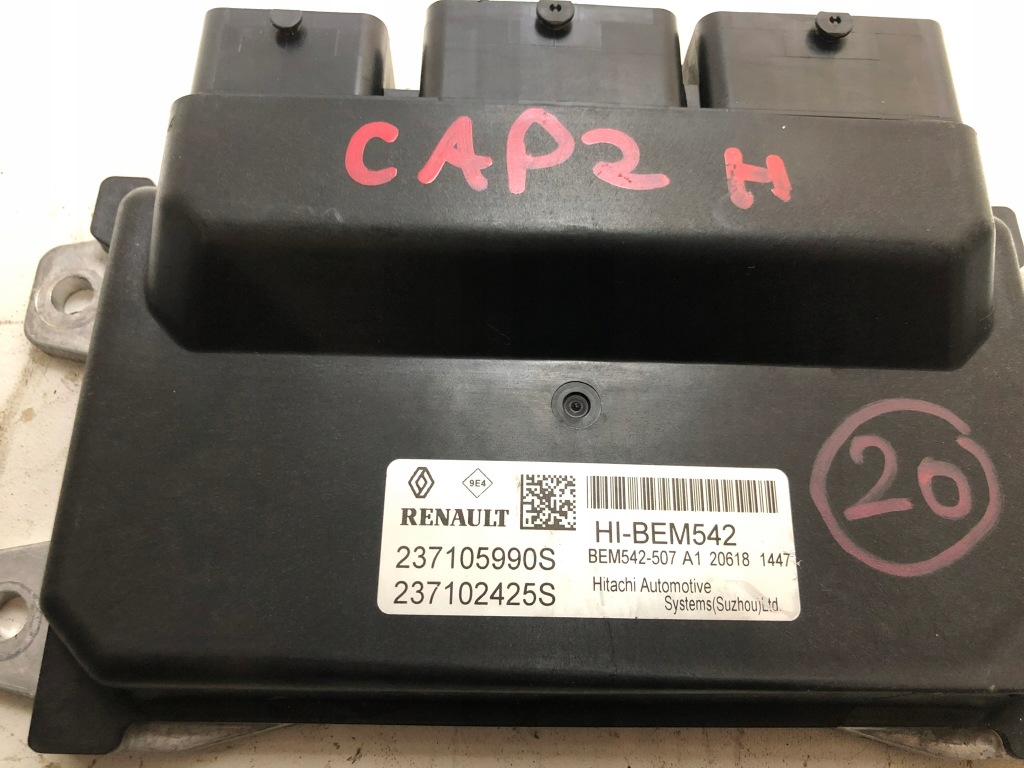 CAP2 H
20
9E4
RENAULT
237105990S
237102425S
HI-BEM542
BEM542-507 A1 20618 1447
Hitachi Automotive
Systems(Suzhou)Ltd.